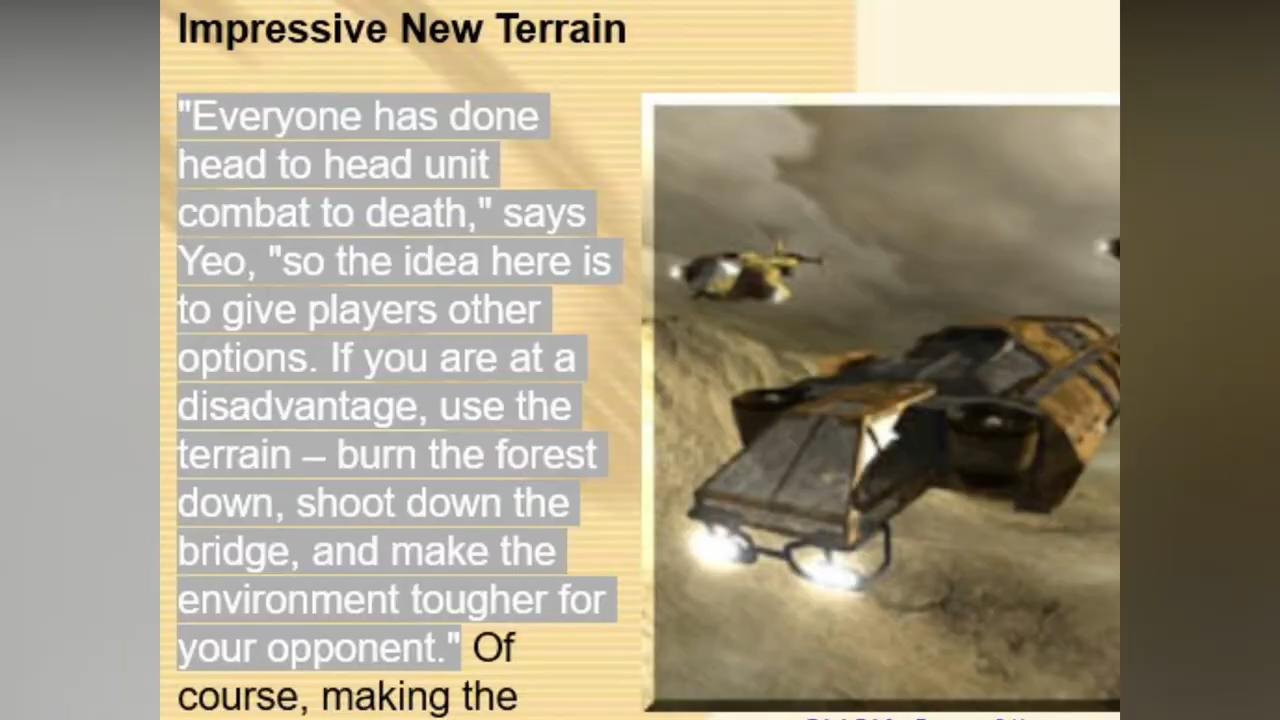 Impressive New Terrain
"Everyone has done
head to head unit
combat to death," says
Yeo, "so the idea here is
to give players other
options. If you are at a
disadvantage, use the
terrain – burn the forest
down, shoot down the
bridge, and make the
environment tougher for
your opponent." Of
course, making the